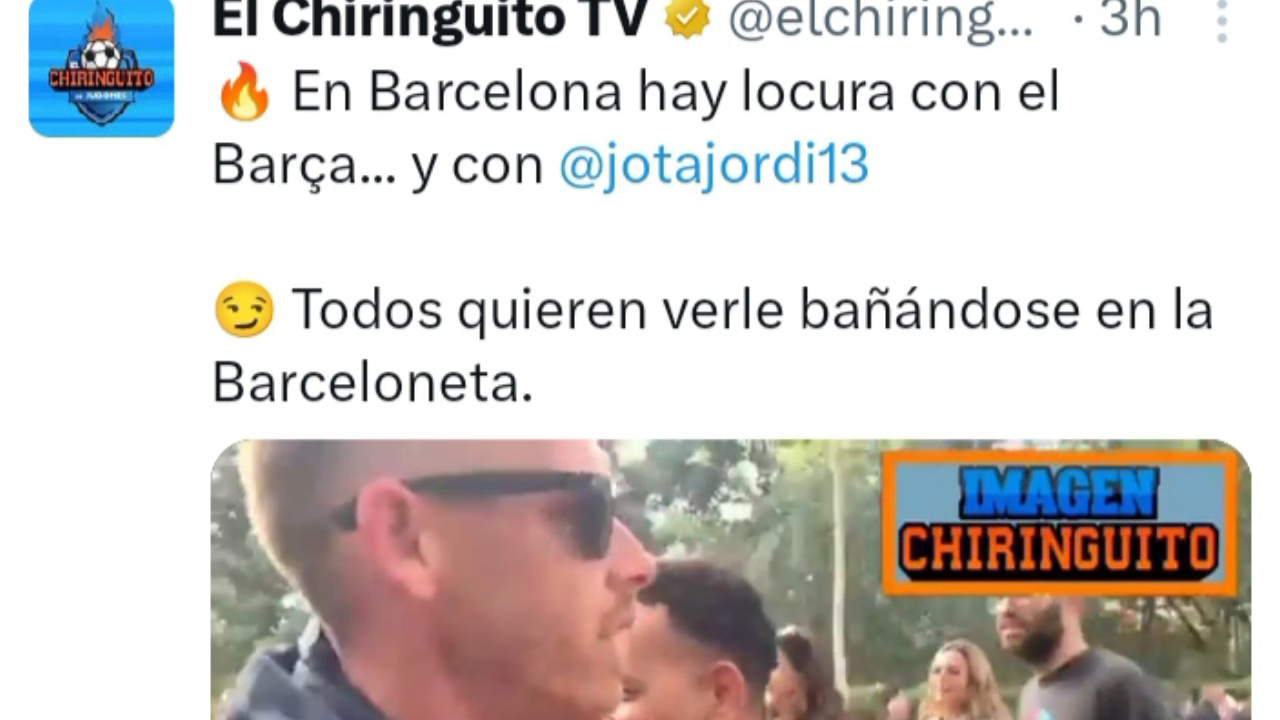 El Chiringuito TV @elchiring... · 3h
CHIRINGUITO
🔥 En Barcelona hay locura con el
Barça... y con @jotajordi13
😏 Todos quieren verle bañándose en la
Barceloneta.
IMAGEN
CHIRINGUITO